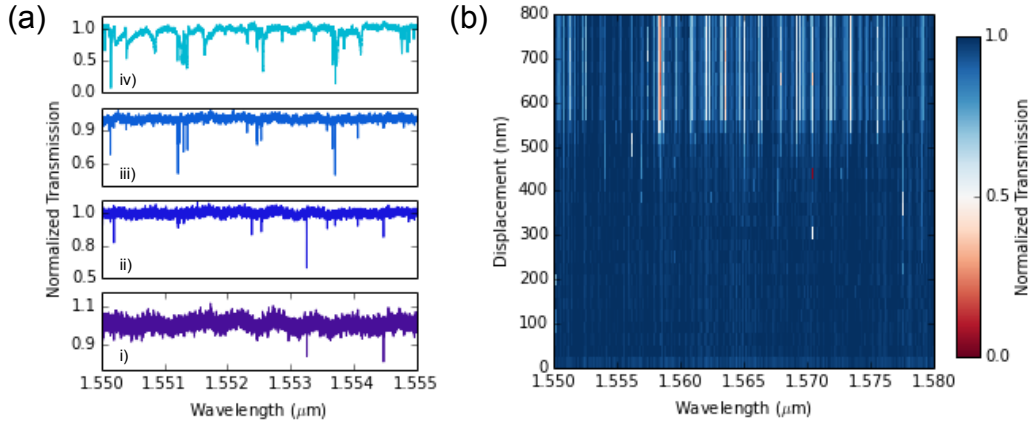 (a)
1.0
0.5
0.0
iv)
0.9
0.6
iii)
1.0
0.8
0.5
ii)
1.1
0.9
i)
1.550 1.551 1.552 1.553 1.554 1.555
Wavelength (μm)
Normalized Transmission
(b)
800
700
600
500
400
300
200
100
0
Displacement (nm)
1.550 1.555 1.560 1.565 1.570 1.575 1.580
Wavelength (μm)
1.0
0.5
0.0
Normalized Transmission